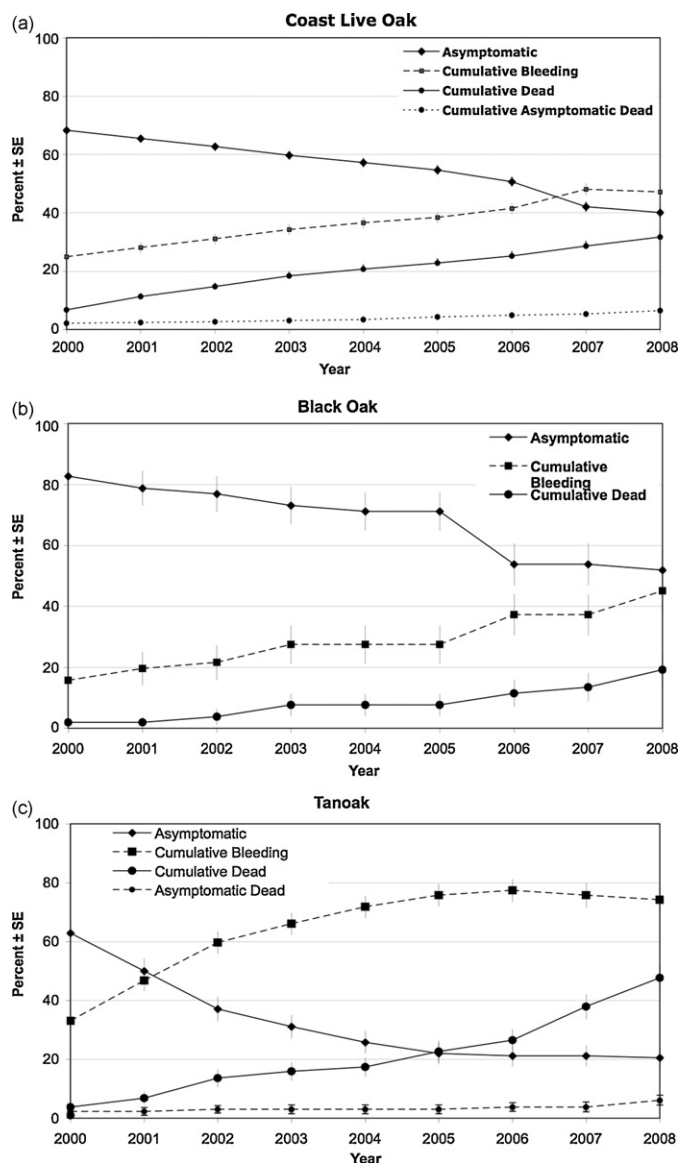 (a)
Coast Live Oak
100
80
60
40
20
0
Percent ± SE
Asymptomatic
Cumulative Bleeding
Cumulative Dead
Cumulative Asymptomatic Dead
2000 2001 2002 2003 2004 2005 2006 2007 2008
Year
(b)
Black Oak
100
80
60
40
20
0
Percent ± SE
Asymptomatic
Cumulative
Bleeding
Cumulative Dead
2000 2001 2002 2003 2004 2005 2006 2007 2008
Year
(c)
Tanoak
100
80
60
40
20
0
Percent ± SE
Asymptomatic
Cumulative Bleeding
Cumulative Dead
Asymptomatic Dead
2000 2001 2002 2003 2004 2005 2006 2007 2008
Year